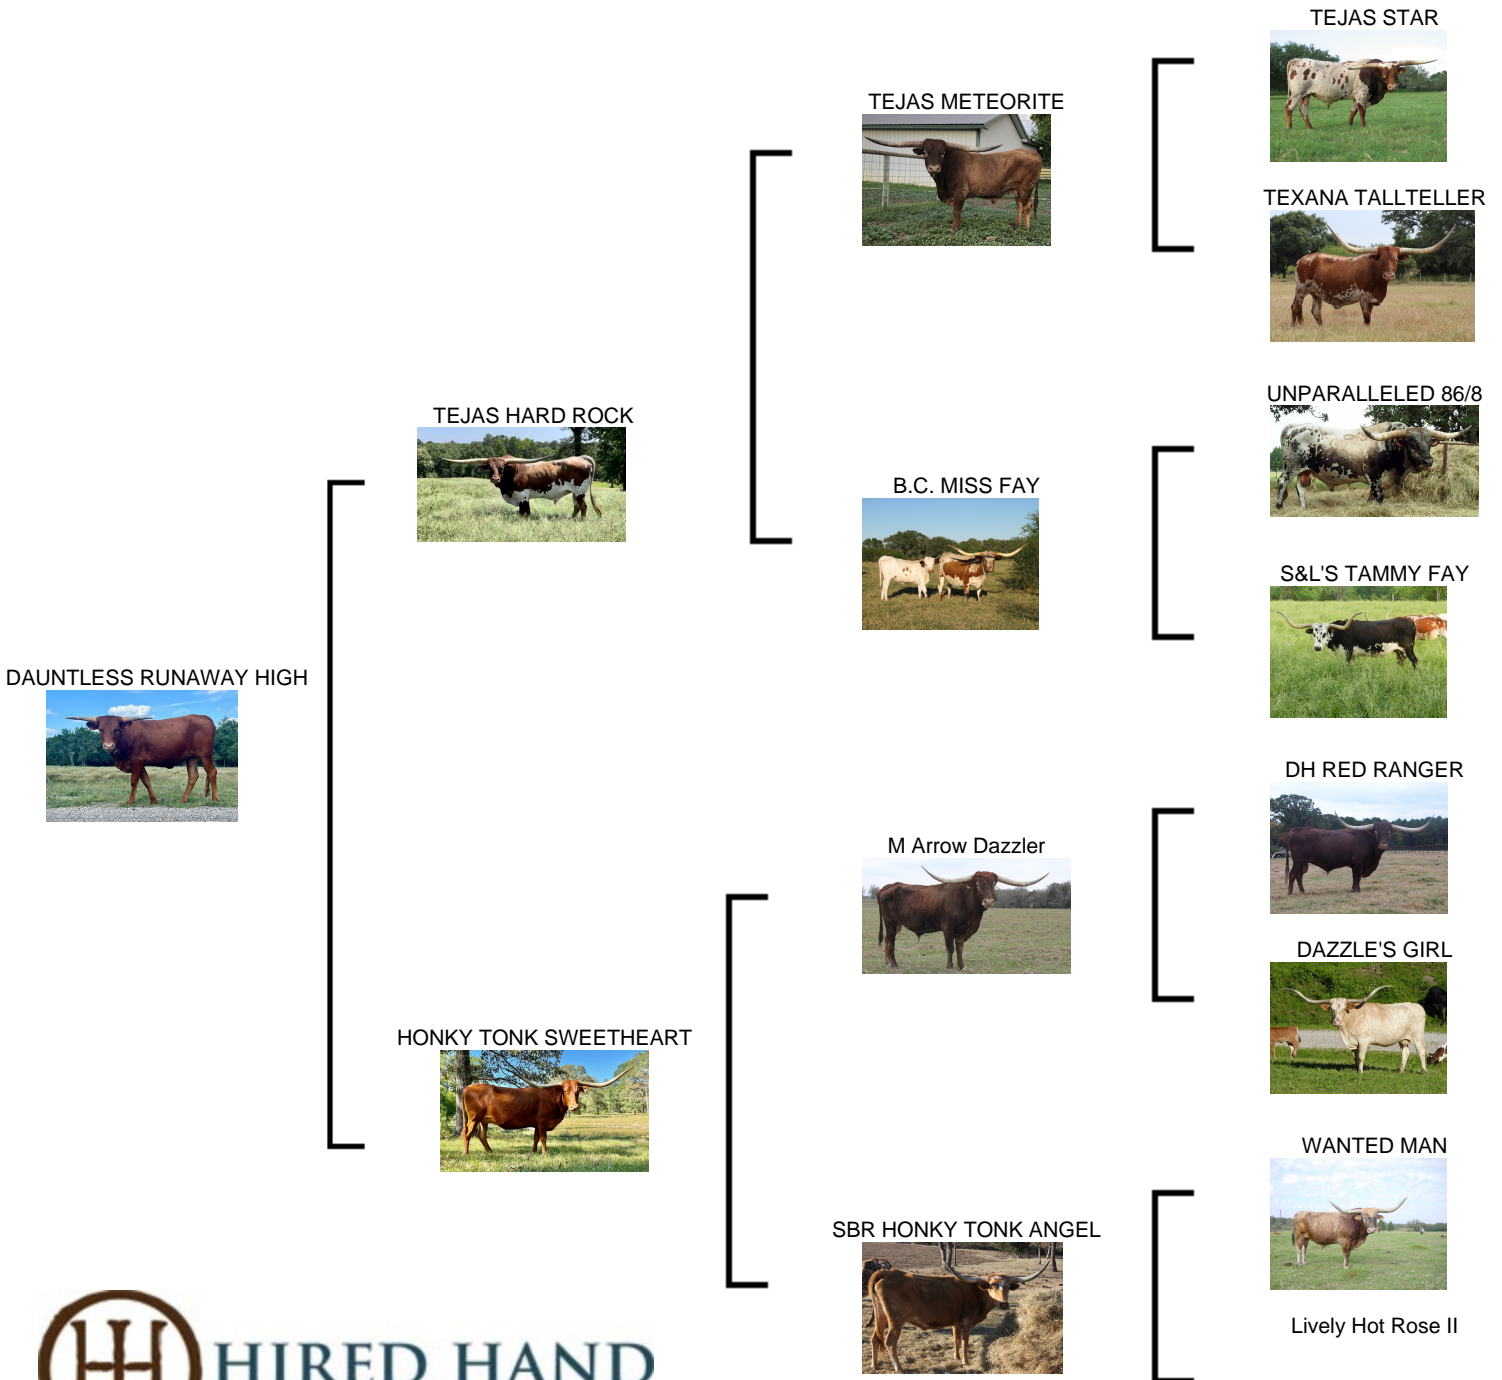 TEJAS STAR
TEJAS METEORITE
TEXANA TALLTELLER
UNPARALLELED 86/8
TEJAS HARD ROCK
B.C. MISS FAY
S&L'S TAMMY FAY
DAUNTLESS RUNAWAY HIGH
DH RED RANGER
M Arrow Dazzler
DAZZLE'S GIRL
HONKY TONK SWEETHEART
WANTED MAN
SBR HONKY TONK ANGEL
Lively Hot Rose II
HIRED HAND